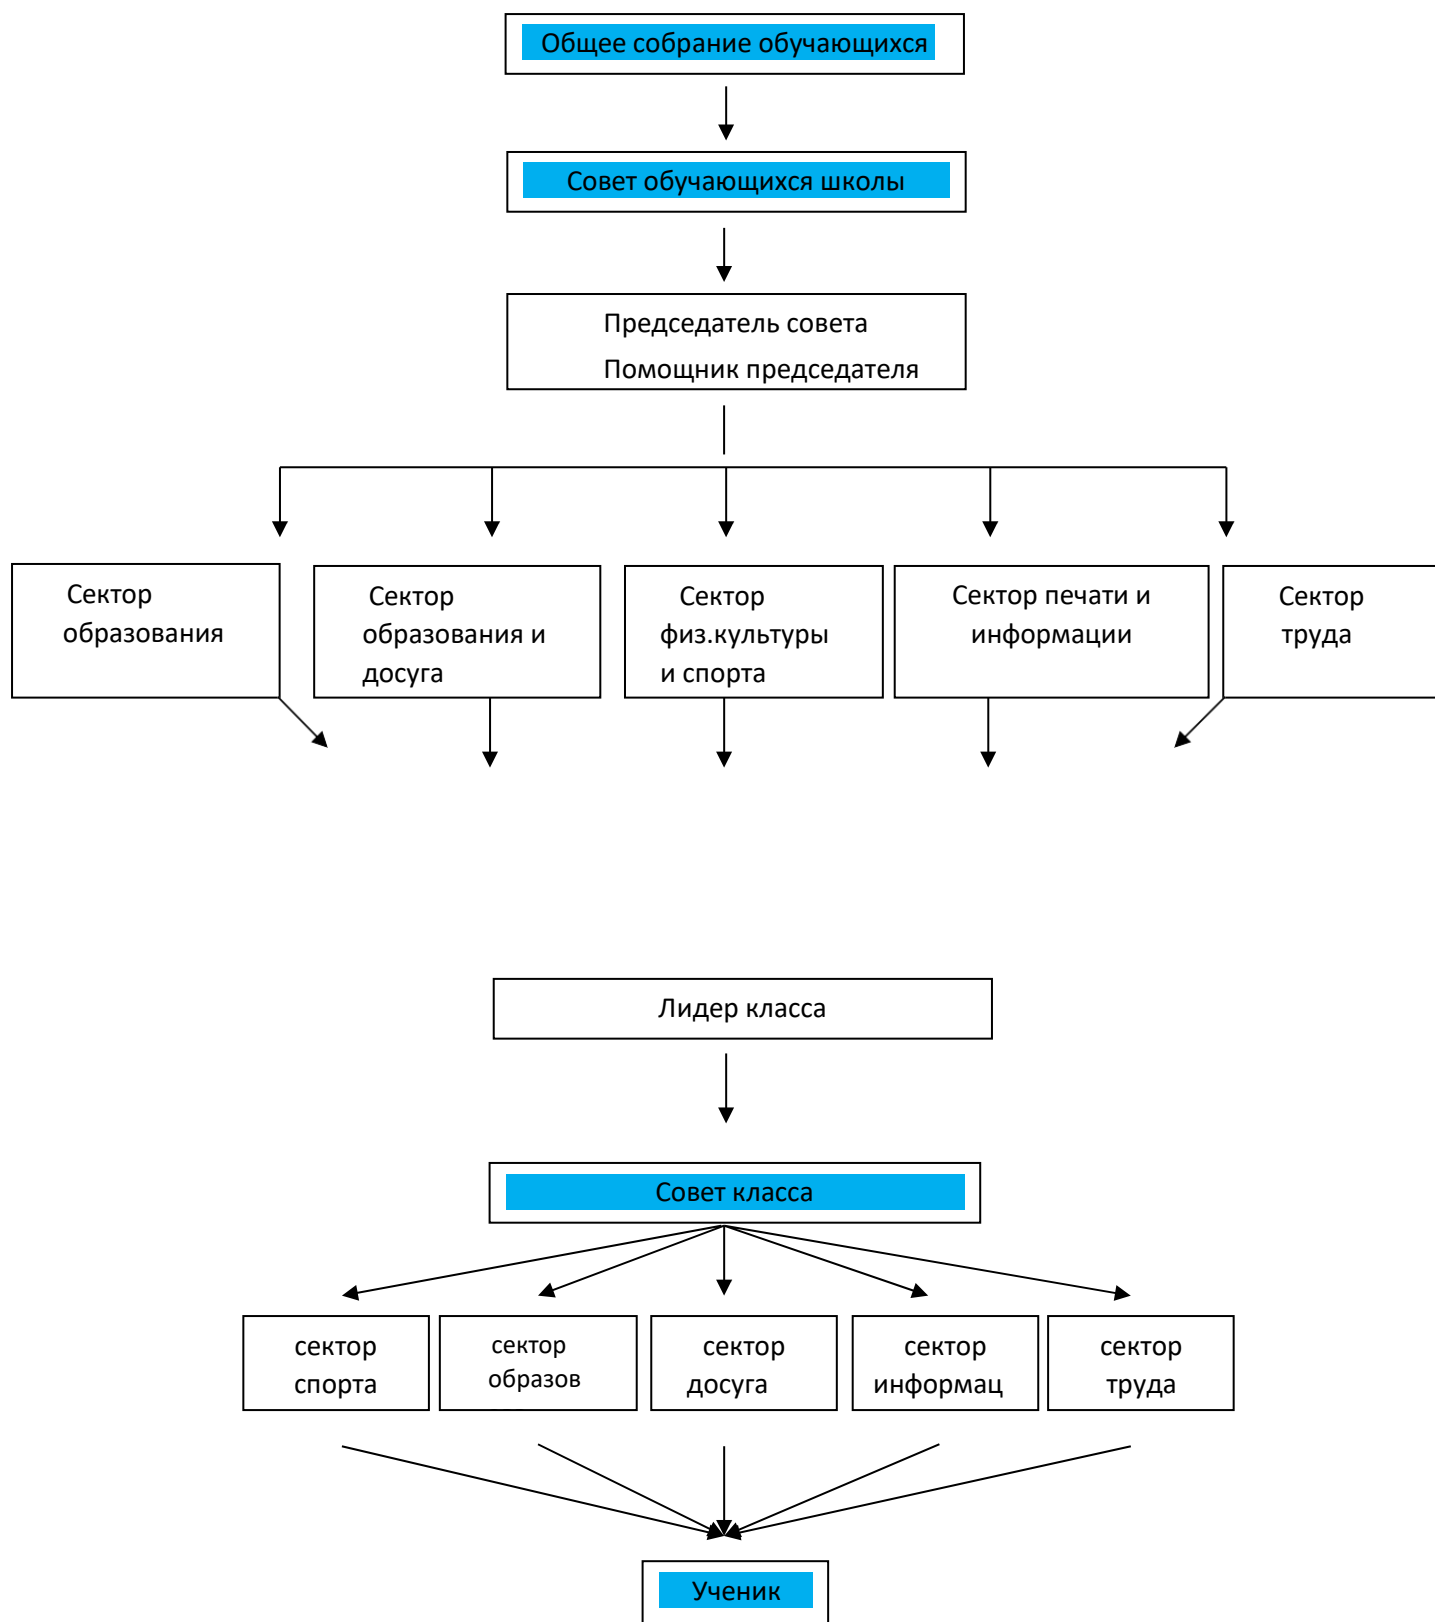 Общее собрание обучающихся
Совет обучающихся школы
Председатель совета
Помощник председателя
Сектор
образования
Сектор
образования и
досуга
Сектор
физ.культуры
и спорта
Сектор печати и
информации
Сектор
труда
Лидер класса
Совет класса
сектор
спорта
сектор
образов
сектор
досуга
сектор
информац
сектор
труда
Ученик